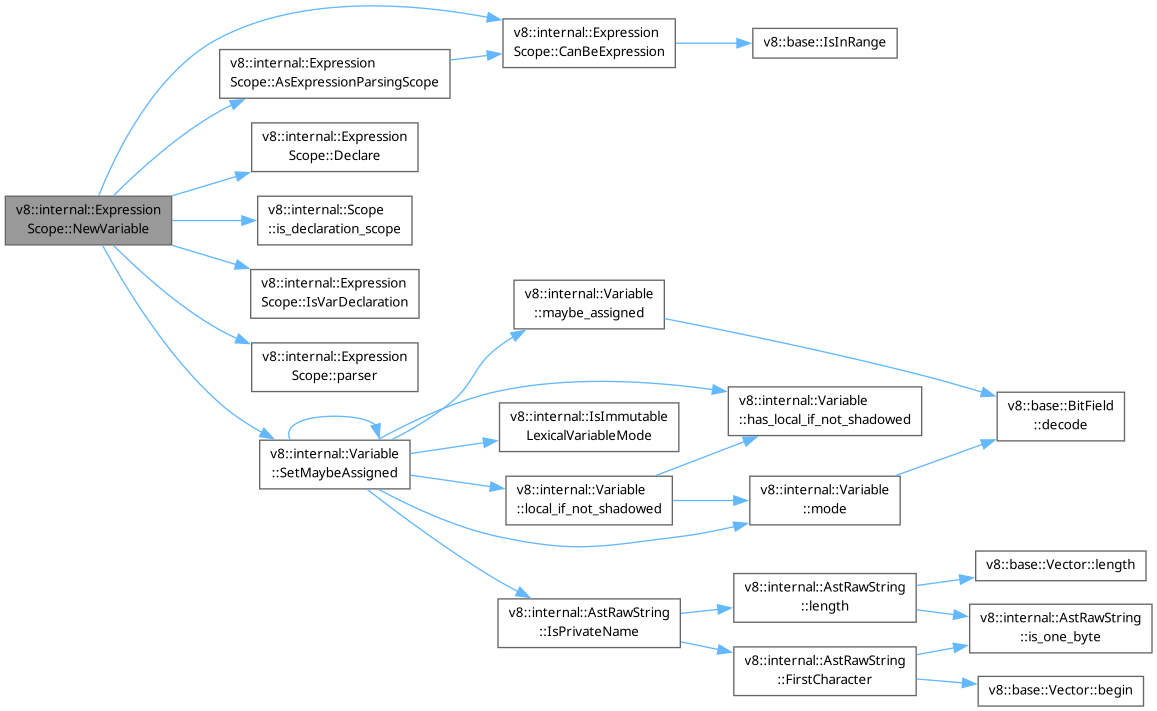 v8::internal::Expression
Scope::NewVariable
v8::internal::Expression
Scope::AsExpressionParsingScope
v8::internal::Expression
Scope::CanBeExpression
v8::base::IsInRange
v8::internal::Expression
Scope::Declare
v8::internal::Scope
::is_declaration_scope
v8::internal::Expression
Scope::IsVarDeclaration
v8::internal::Expression
Scope::parser
v8::internal::Variable
::SetMaybeAssigned
v8::internal::Variable
::maybe_assigned
v8::internal::IsImmutable
LexicalVariableMode
v8::internal::Variable
::local_if_not_shadowed
v8::internal::Variable
::has_local_if_not_shadowed
v8::internal::Variable
::mode
v8::base::BitField
::decode
v8::internal::AstRawString
::IsPrivateName
v8::internal::AstRawString
::length
v8::internal::AstRawString
::FirstCharacter
v8::base::Vector::length
v8::internal::AstRawString
::is_one_byte
v8::base::Vector::begin